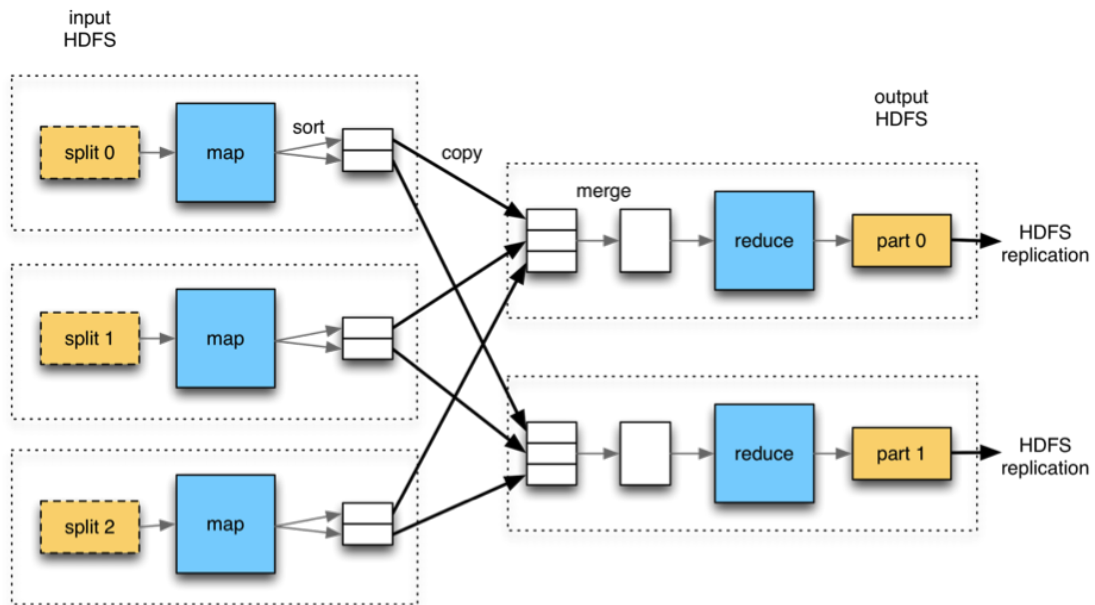 input
HDFS
split 0
map
sort
copy
split 1
map
split 2
map
output
HDFS
merge
reduce
part 0
HDFS
replication
reduce
part 1
HDFS
replication